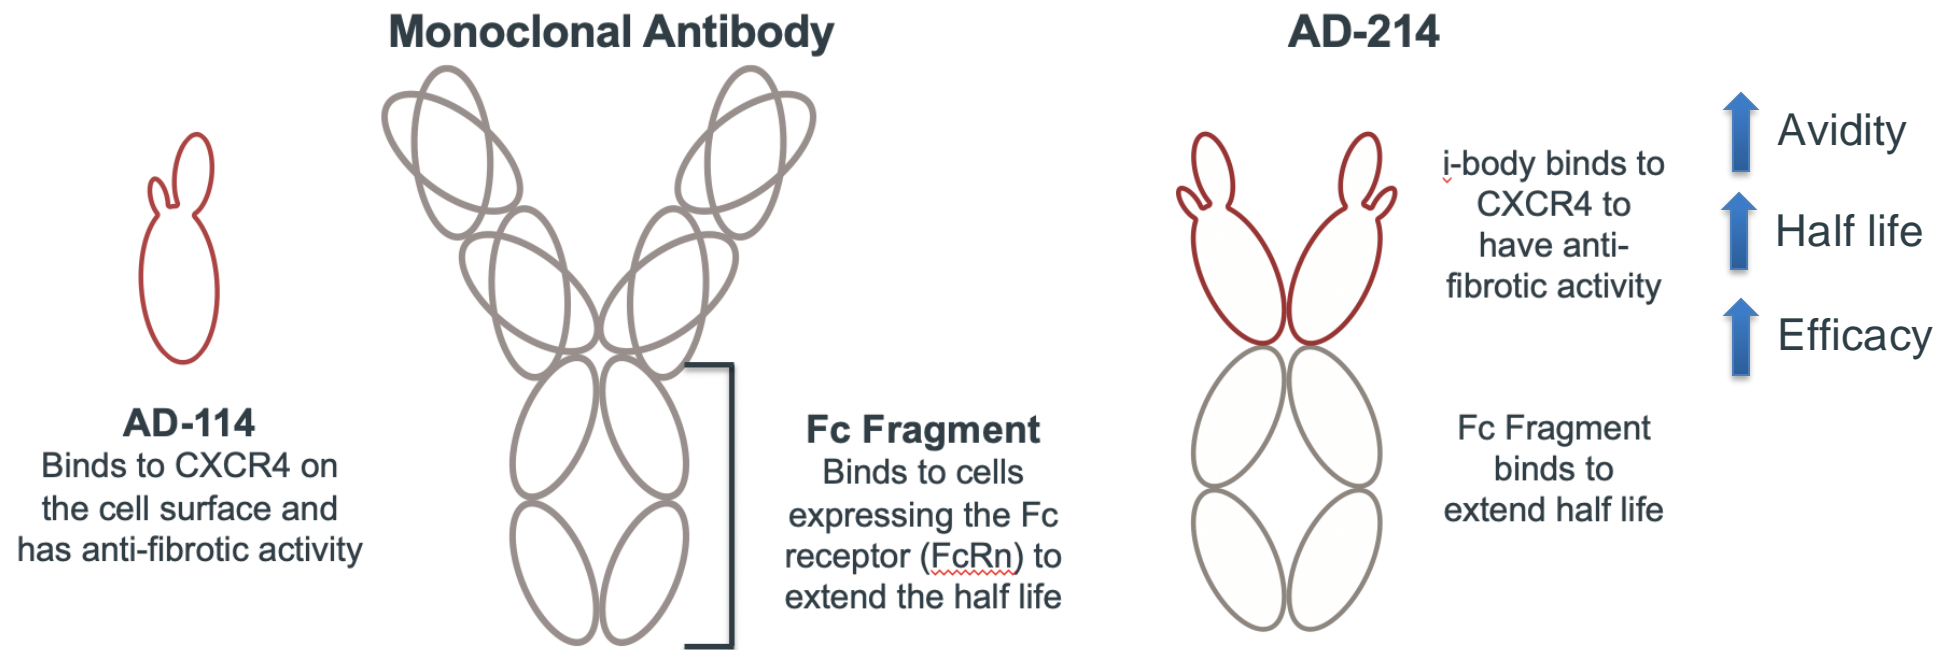 Monoclonal Antibody
AD-214
AD-114
Binds to CXCR4 on
the cell surface and
has anti-fibrotic activity
Fc Fragment
Binds to cells
expressing the Fc
receptor (FcRn) to
extend the half life
i-body binds to
CXCR4 to
have anti-
fibrotic activity
Fc Fragment
binds to
extend half life
Avidity
Half life
Efficacy